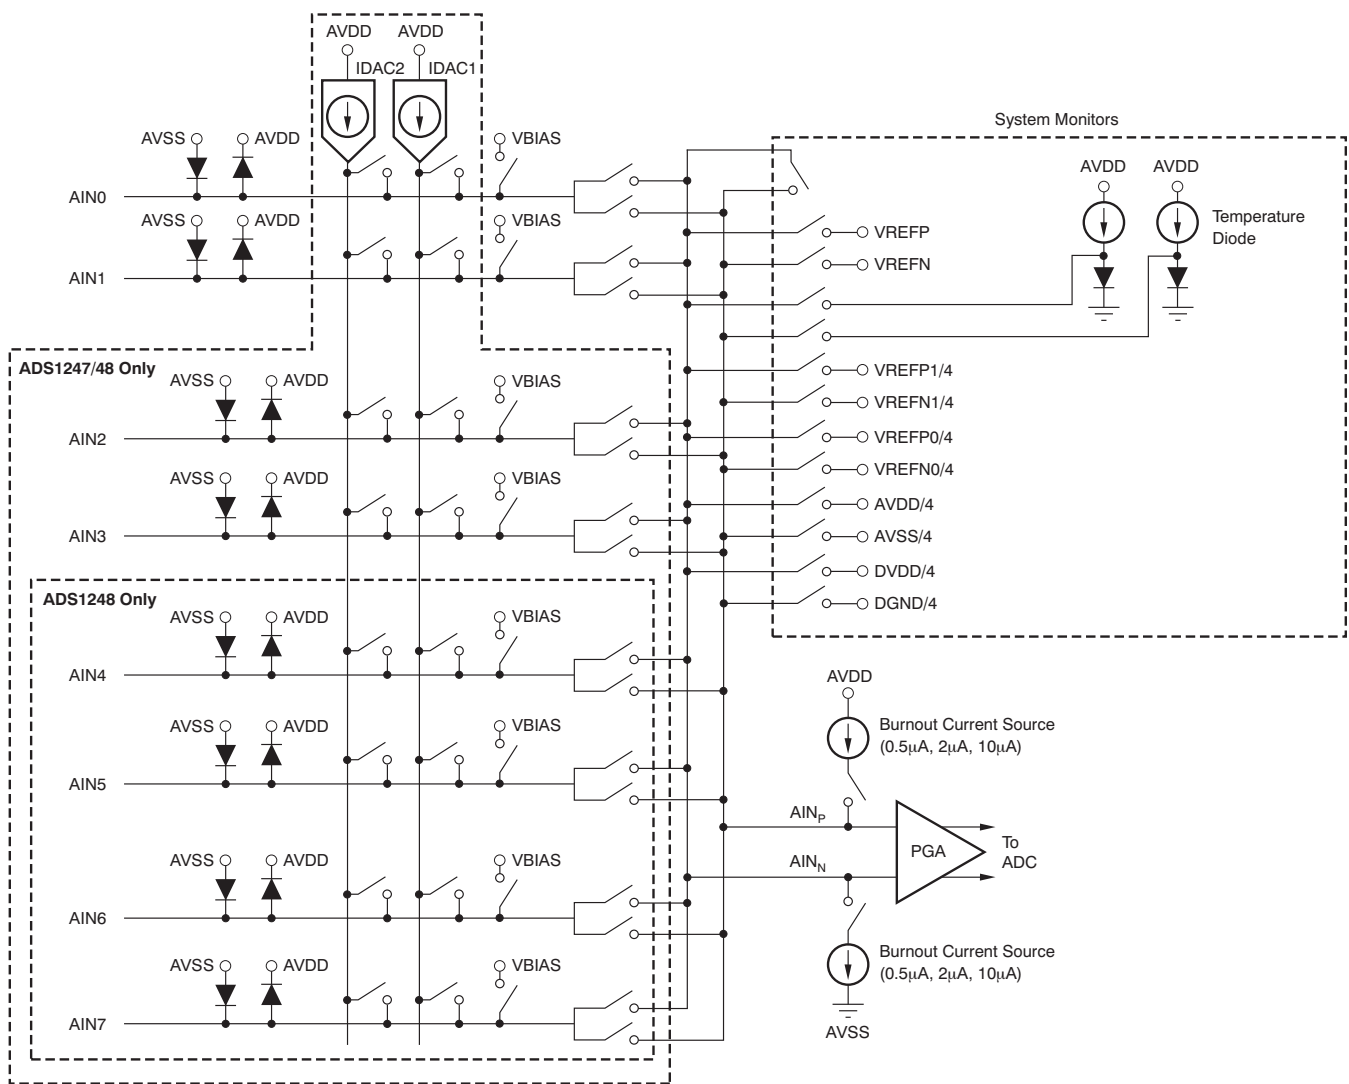 AVDD AVDD
IDAC2 IDAC1
System Monitors
AVSS AVDD VBIAS
AIN0
AVDD AVDD
Temperature
Diode
AVSS AVDD VBIAS
AIN1
VREFP
VREFN
ADS1247/48 Only
AVSS AVDD VBIAS
AIN2
VREFP1/4
VREFN1/4
VREFP0/4
VREFN0/4
AVSS AVDD VBIAS
AIN3
AVDD/4
AVSS/4
DVDD/4
DGND/4
ADS1248 Only
AVSS AVDD VBIAS
AIN4
AVDD
Burnout Current Source
(0.5µA, 2µA, 10µA)
AVSS AVDD VBIAS
AIN5
AINP
AINN
PGA
To
ADC
AVSS AVDD VBIAS
AIN6
Burnout Current Source
(0.5µA, 2µA, 10µA)
AVSS
AVSS AVDD VBIAS
AIN7